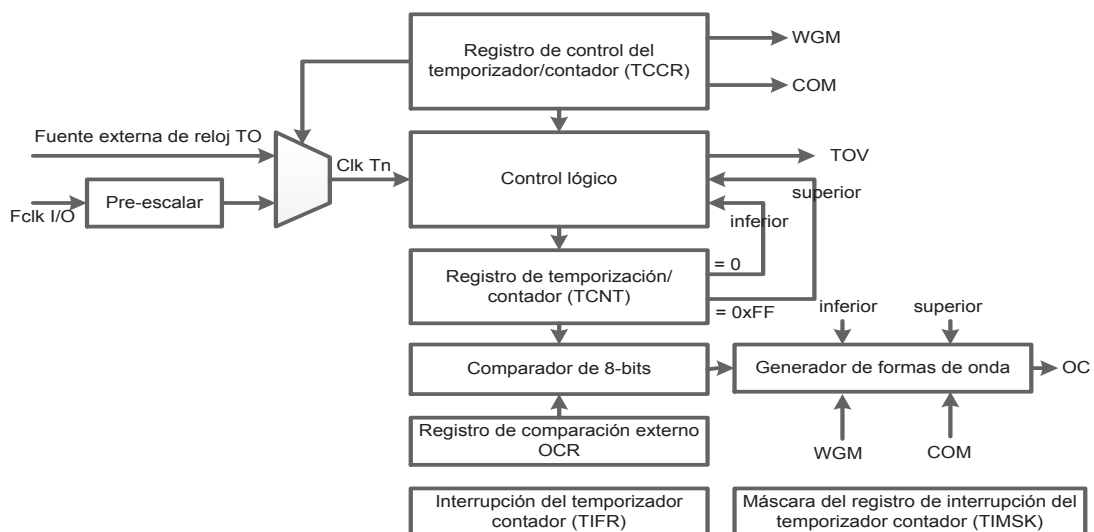 Registro de control del
temporizador/contador (TCCR)
WGM
COM
Fuente externa de reloj TO
Clk Tn
Control lógico
TOV
superior
inferior
Pre-escalar
Fclk I/O
Registro de temporización/
contador (TCNT)
= 0
= 0xFF
inferior
superior
Comparador de 8-bits
Generador de formas de onda
OC
Registro de comparación externo
OCR
WGM
COM
Interrupción del temporizador
contador (TIFR)
Máscara del registro de interrupción del
temporizador contador (TIMSK)